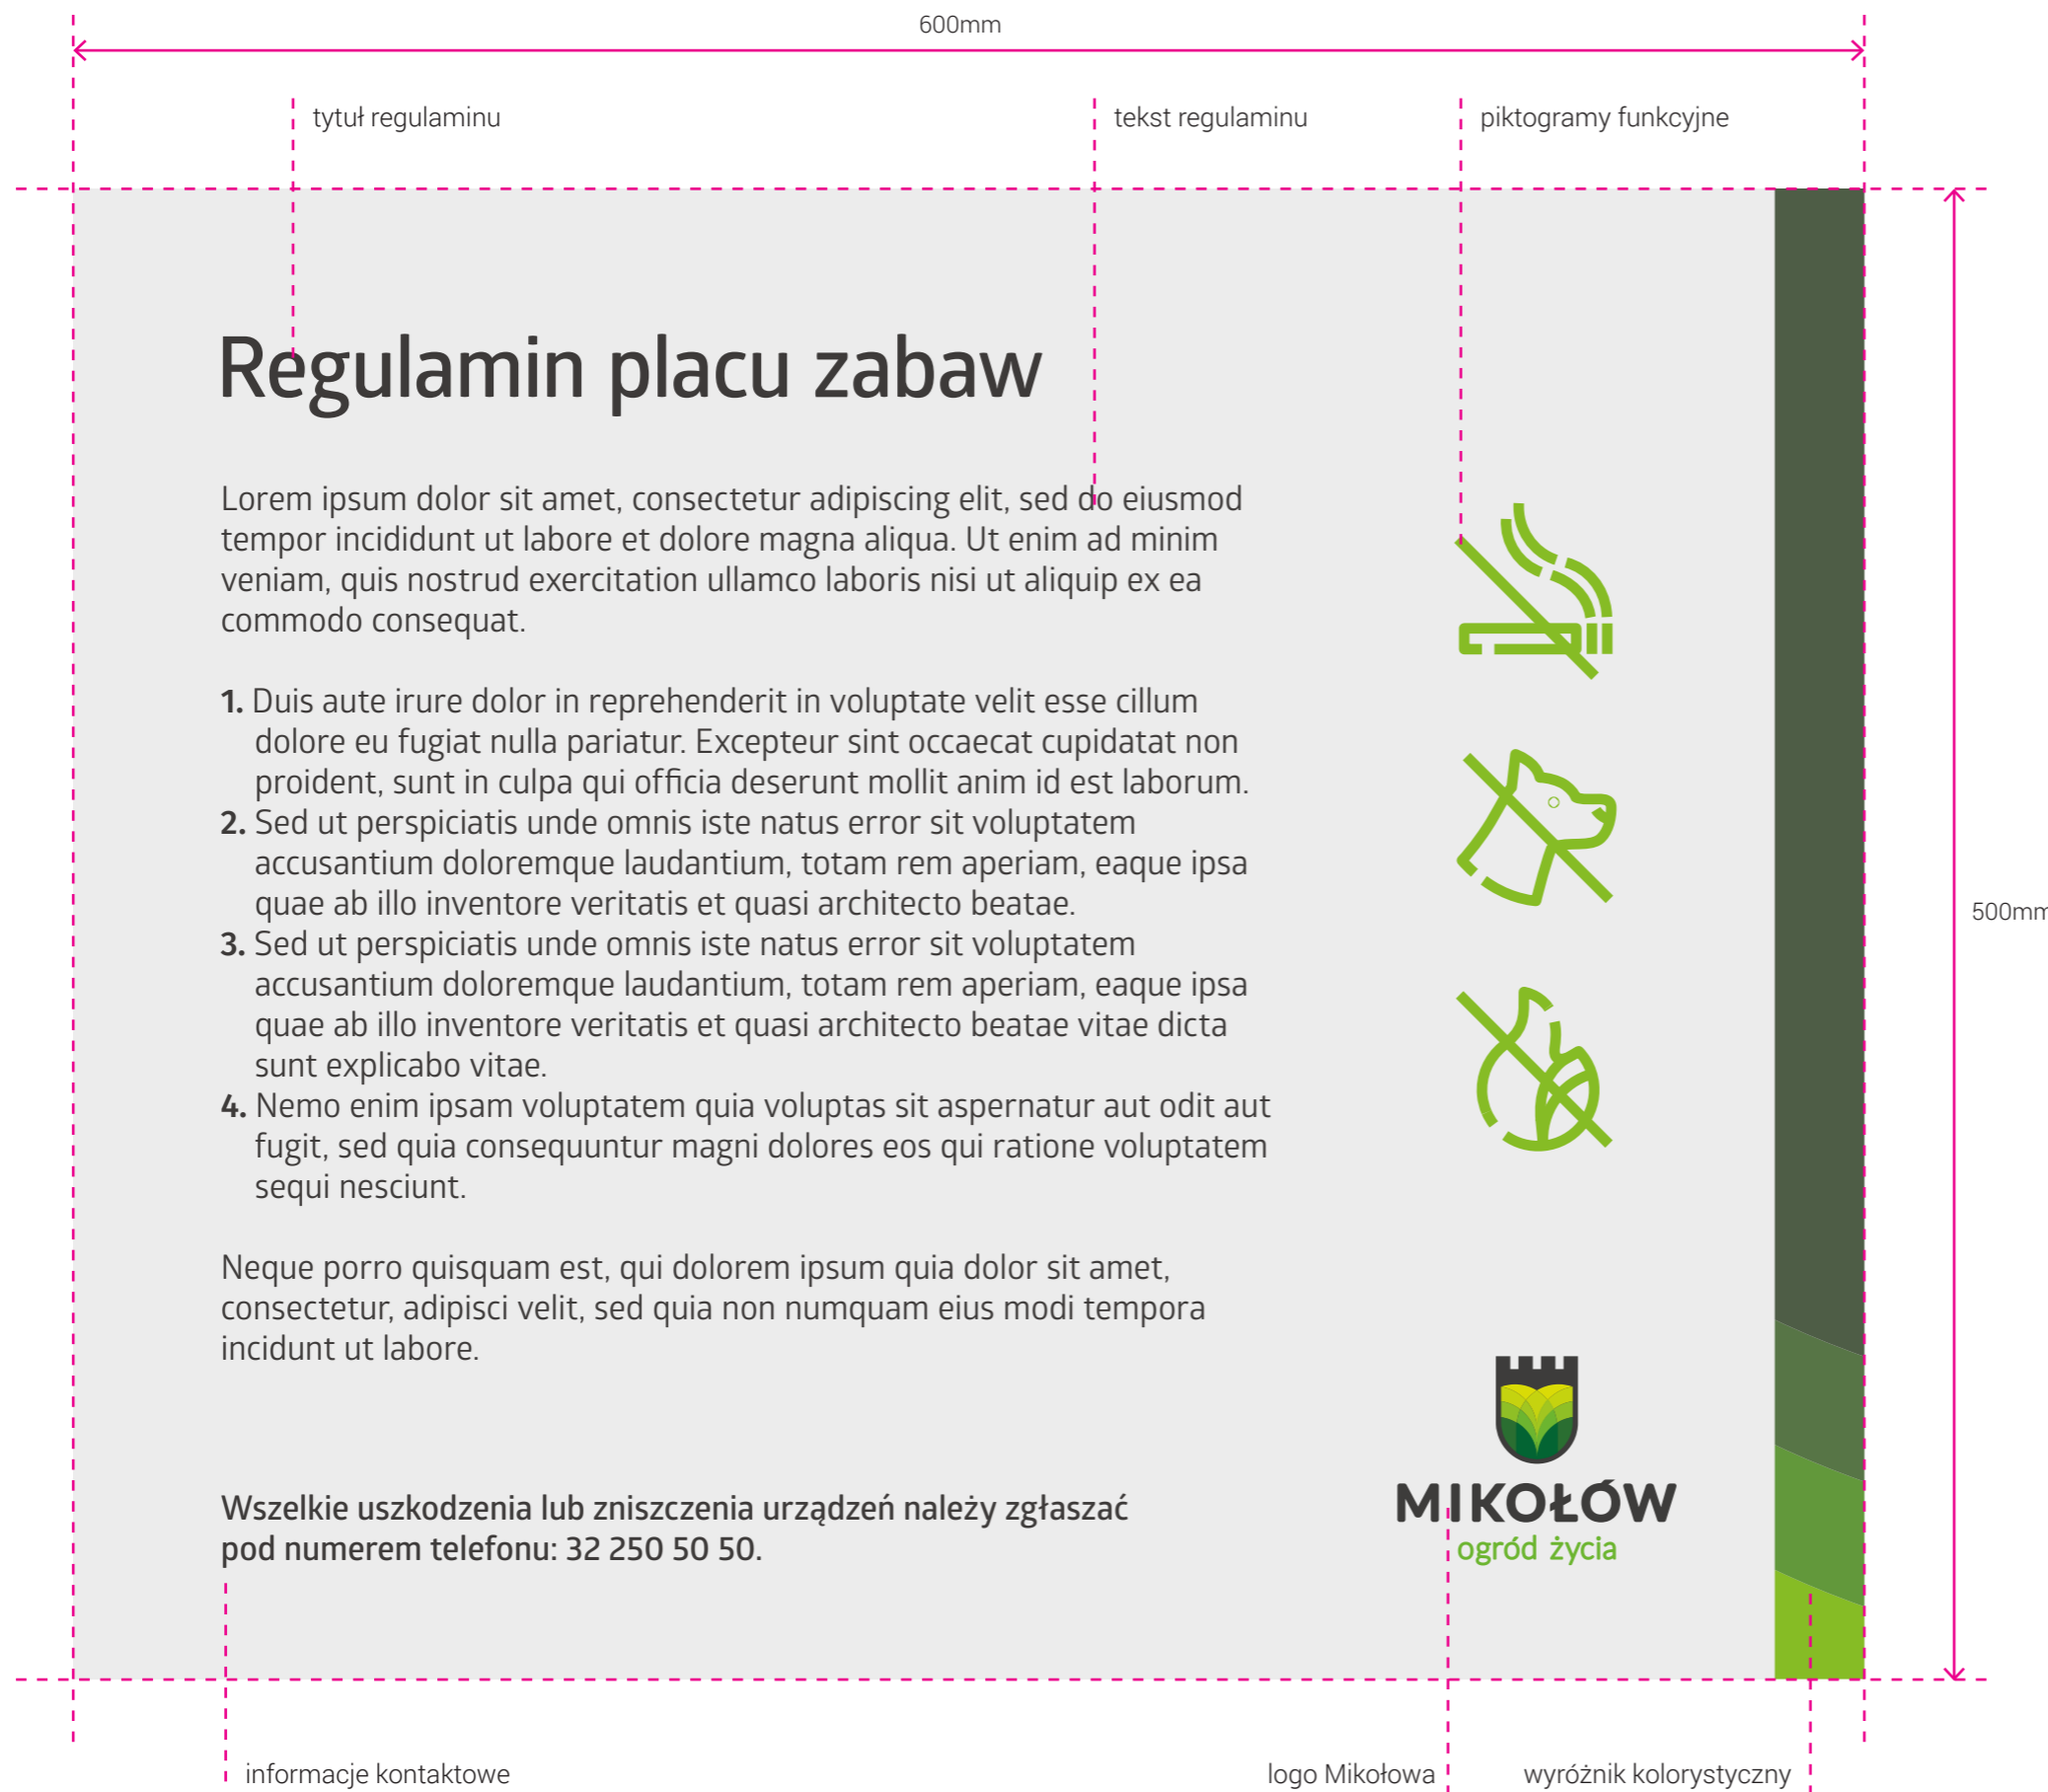 600mm
tytuł regulaminu
tekst regulaminu
piktogramy funkcyjne
Regulamin placu zabaw
Lorem ipsum dolor sit amet, consectetur adipiscing elit, sed do eiusmod
tempor incididunt ut labore et dolore magna aliqua. Ut enim ad minim
veniam, quis nostrud exercitation ullamco laboris nisi ut aliquip ex ea
commodo consequat.
1. Duis aute irure dolor in reprehenderit in voluptate velit esse cillum
dolore eu fugiat nulla pariatur. Excepteur sint occaecat cupidatat non
proident, sunt in culpa qui officia deserunt mollit anim id est laborum.
2. Sed ut perspiciatis unde omnis iste natus error sit voluptatem
accusantium doloremque laudantium, totam rem aperiam, eaque ipsa
quae ab illo inventore veritatis et quasi architecto beatae.
3. Sed ut perspiciatis unde omnis iste natus error sit voluptatem
accusantium doloremque laudantium, totam rem aperiam, eaque ipsa
quae ab illo inventore veritatis et quasi architecto beatae vitae dicta
sunt explicabo vitae.
4. Nemo enim ipsam voluptatem quia voluptas sit aspernatur aut odit aut
fugit, sed quia consequuntur magni dolores eos qui ratione voluptatem
sequi nesciunt.
Neque porro quisquam est, qui dolorem ipsum quia dolor sit amet,
consectetur, adipisci velit, sed quia non numquam eius modi tempora
incidunt ut labore.
Wszelkie uszkodzenia lub zniszczenia urządzeń należy zgłaszać
pod numerem telefonu: 32 250 50 50.
MIKOŁÓW
ogród życia
500mm
informacje kontaktowe
logo Mikołowa
wyróżnik kolorystyczny